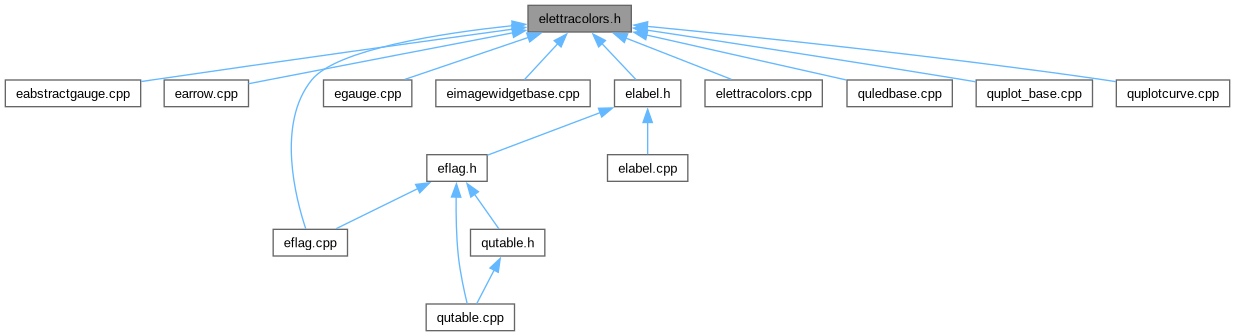 elettracolors.h
eabstractgauge.cpp
earrow.cpp
egauge.cpp
eimagewidgetbase.cpp
elabel.h
elettracolors.cpp
quledbase.cpp
quplot_base.cpp
quplotcurve.cpp
eflag.h
elabel.cpp
eflag.cpp
qutable.h
qutable.cpp